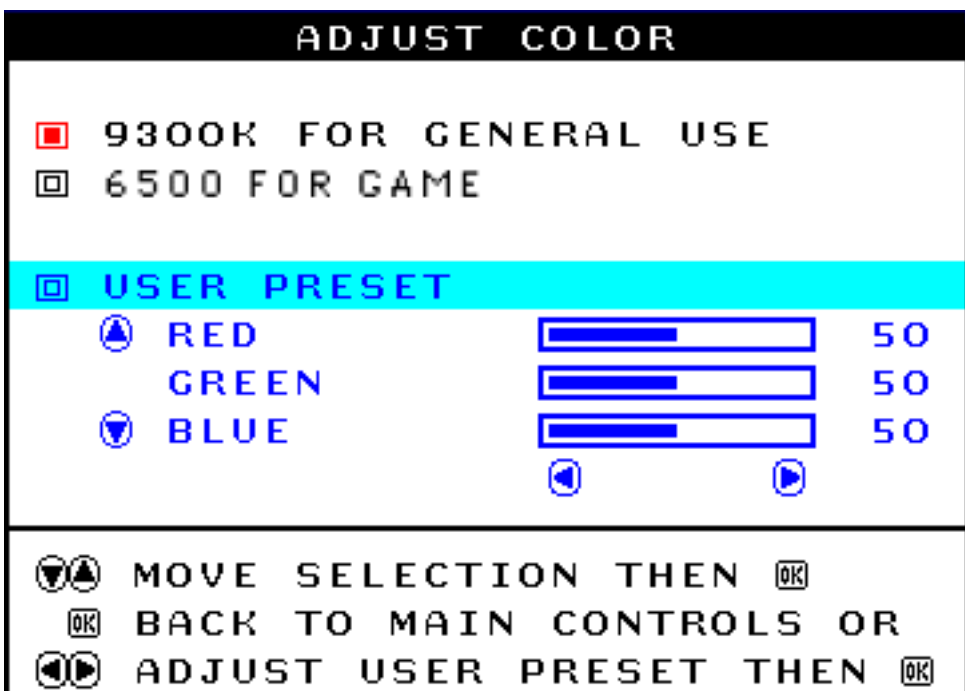 ADJUST COLOR
9300K FOR GENERAL USE
6500 FOR GAME
USER PRESET
RED 50
GREEN 50
BLUE 50
MOVE SELECTION THEN OK
OK BACK TO MAIN CONTROLS OR
ADJUST USER PRESET THEN OK